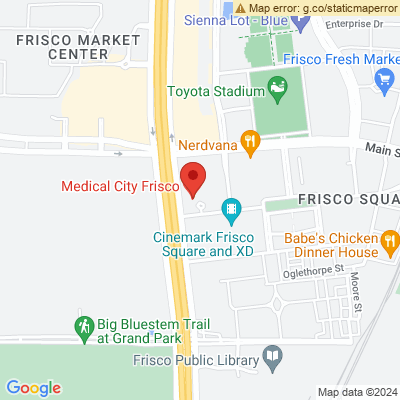 Map error: g.co/staticmaperror
Sienna Lot - Blue
Enterprise Dr
FRISCO MARKET
CENTER
Frisco Fresh Market
Toyota Stadium
Nerdvana
Main S
Medical City Frisco
FRISCO SQUA
Cinemark Frisco
Square and XD
Babe's Chicken
Dinner House
Oglethorpe St
Moore St
Big Bluestem Trail
at Grand Park
Frisco Public Library
Google
Map data ©2024